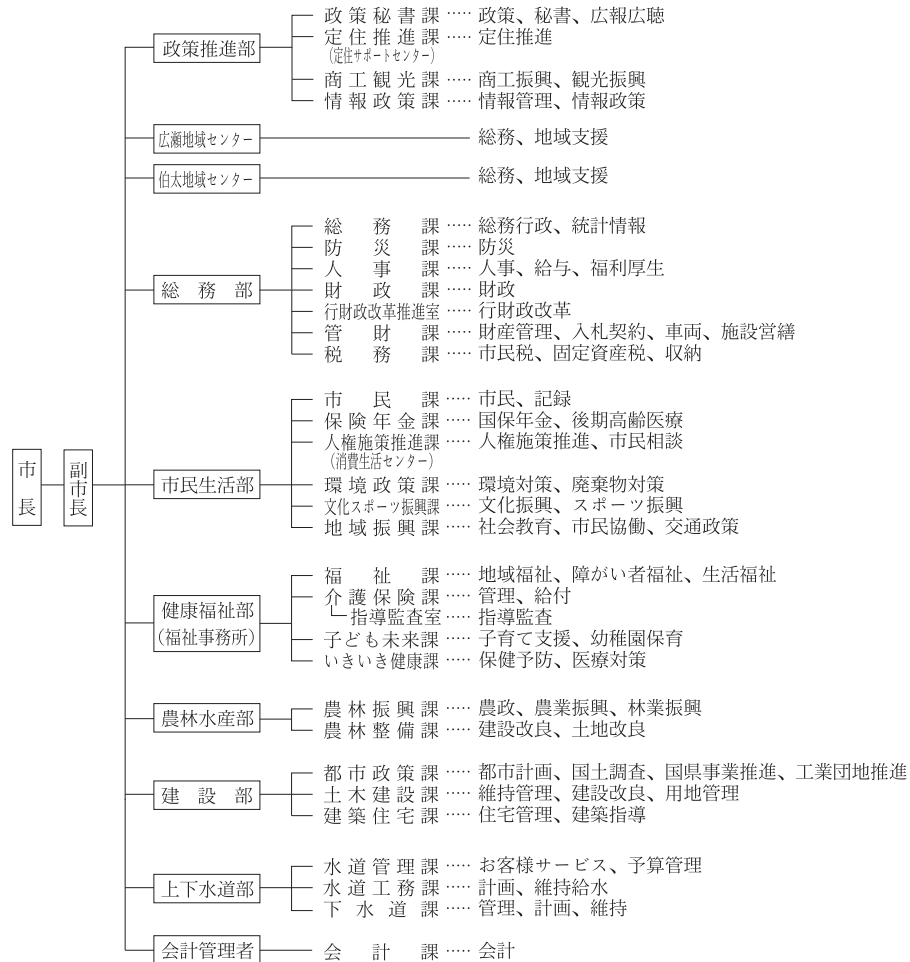 市長
副市長
政策推進部
政策秘書課 ····· 政策、秘書、広報広聴
定住推進課 ····· 定住推進
(定住サポートセンター)
商工観光課 ····· 商工振興、観光振興
情報政策課 ····· 情報管理、情報政策
広瀬地域センター 総務、地域支援
伯太地域センター 総務、地域支援
総務部
総務課 ····· 総務行政、統計情報
防災課 ····· 防災
人事課 ····· 人事、給与、福利厚生
財政課 ····· 財政
行財政改革推進室 ····· 行財政改革
管財課 ····· 財産管理、入札契約、車両、施設営繕
税務課 ····· 市民税、固定資産税、収納
市民生活部
市民課 ····· 市民、記録
保険年金課 ····· 国保年金、後期高齢医療
人権施策推進課 ····· 人権施策推進、市民相談
(消費生活センター)
環境政策課 ····· 環境対策、廃棄物対策
文化スポーツ振興課 ····· 文化振興、スポーツ振興
地域振興課 ····· 社会教育、市民協働、交通政策
健康福祉部
(福祉事務所)
福祉課 ····· 地域福祉、障がい者福祉、生活福祉
介護保険課 ····· 管理、給付
指導監査室 ····· 指導監査
子ども未来課 ····· 子育て支援、幼稚園保育
いきいき健康課 ····· 保健予防、医療対策
農林水産部
農林振興課 ····· 農政、農業振興、林業振興
農林整備課 ····· 建設改良、土地改良
建設部
都市政策課 ····· 都市計画、国土調査、国県事業推進、工業団地推進
土木建設課 ····· 維持管理、建設改良、用地管理
建築住宅課 ····· 住宅管理、建築指導
上下水道部
水道管理課 ····· お客様サービス、予算管理
水道工務課 ····· 計画、維持給水
下水道課 ····· 管理、計画、維持
会計管理者
会計課 ····· 会計